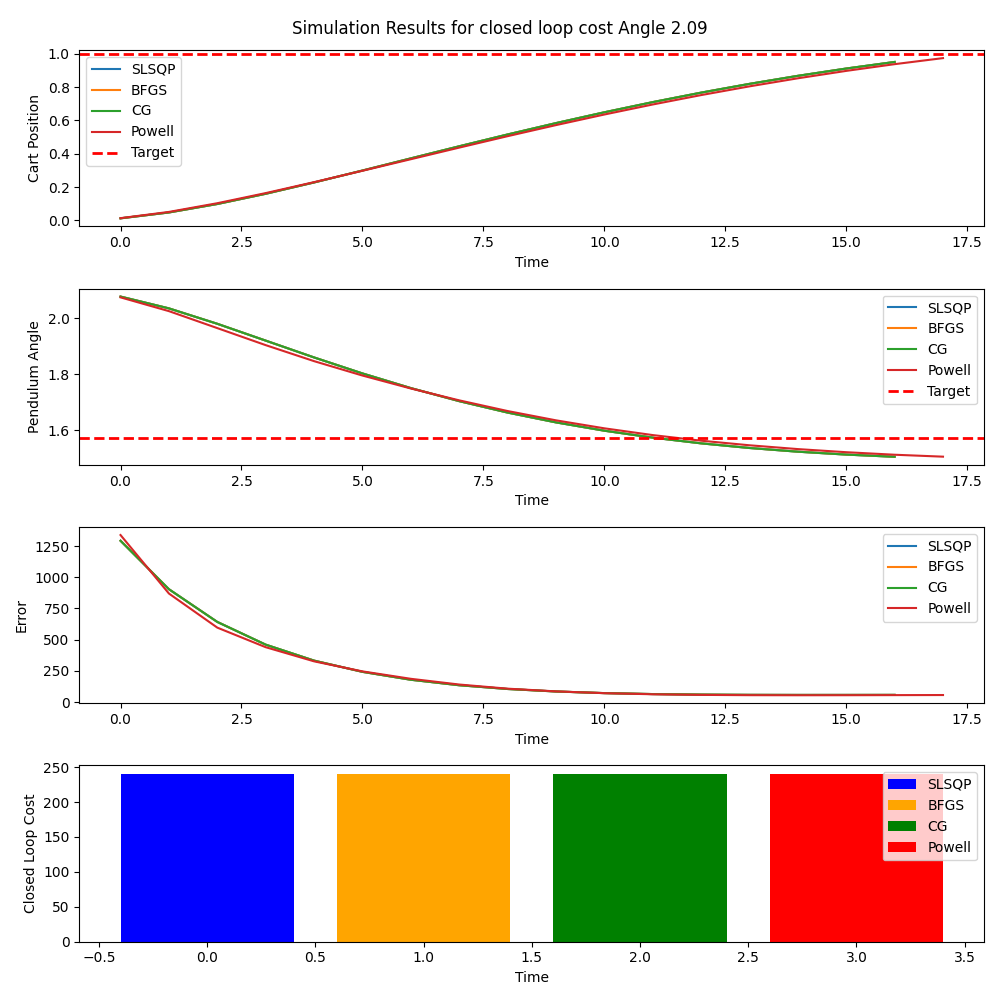 Simulation Results for closed loop cost Angle 2.09
1.0
0.8
0.6
0.4
0.2
0.0
Cart Position
SLSQP
BFGS
CG
Powell
Target
0.0 2.5 5.0 7.5 10.0 12.5 15.0 17.5
Time
2.0
1.8
1.6
Pendulum Angle
SLSQP
BFGS
CG
Powell
Target
0.0 2.5 5.0 7.5 10.0 12.5 15.0 17.5
Time
1250
1000
750
500
250
0
Error
SLSQP
BFGS
CG
Powell
0.0 2.5 5.0 7.5 10.0 12.5 15.0 17.5
Time
250
200
150
100
50
0
Closed Loop Cost
SLSQP
BFGS
CG
Powell
−0.5 0.0 0.5 1.0 1.5 2.0 2.5 3.0 3.5
Time